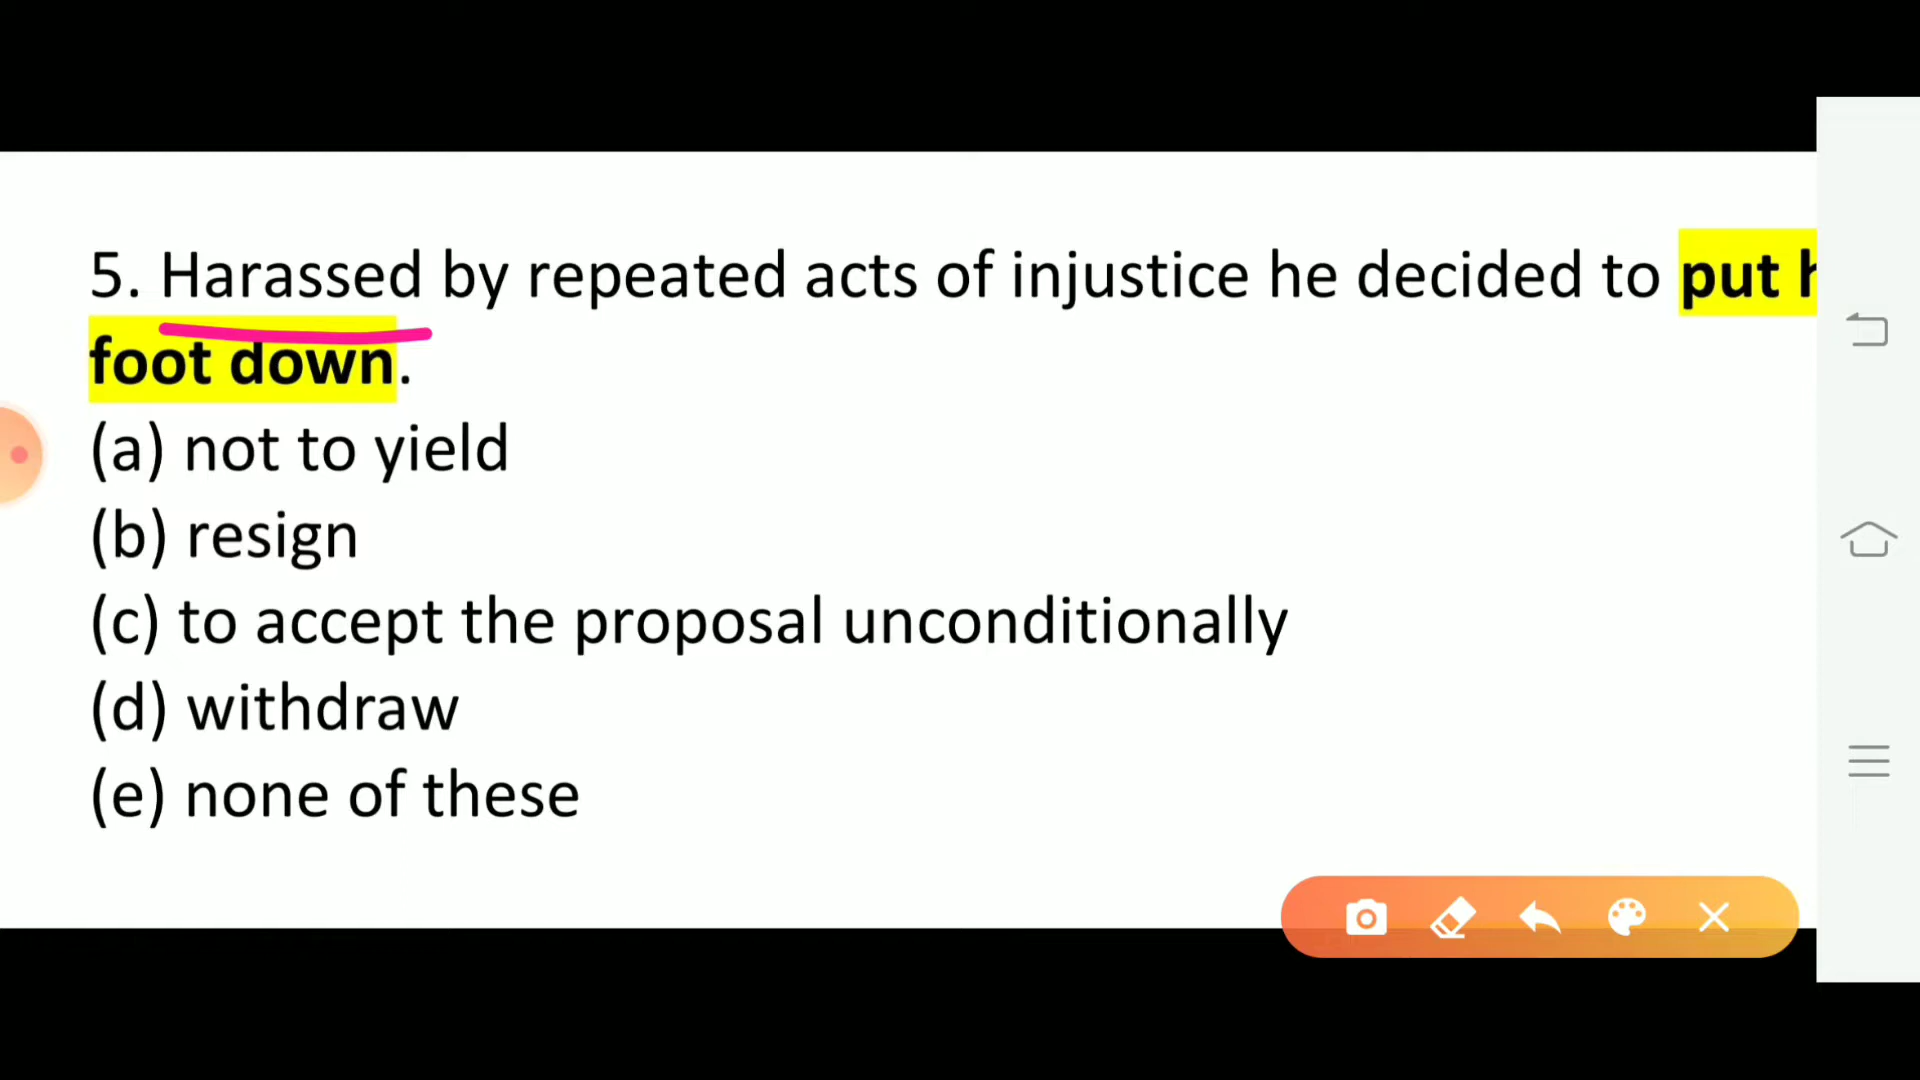 5. Harassed by repeated acts of injustice he decided to put
foot down.
(a) not to yield
(b) resign
(c) to accept the proposal unconditionally
(d) withdraw
(e) none of these